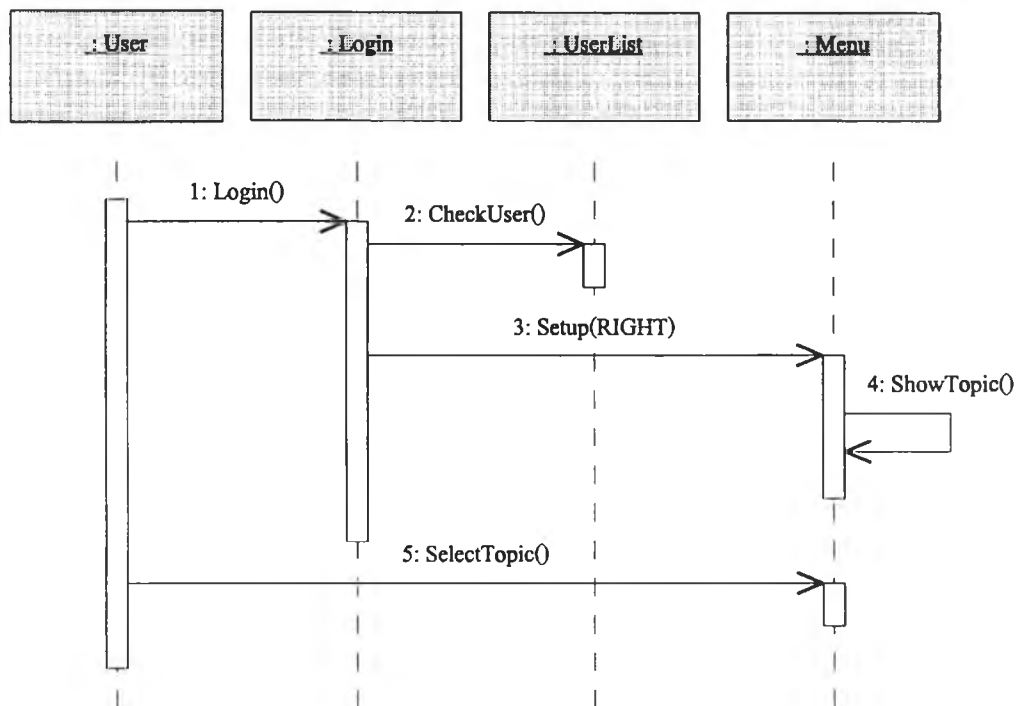 : User
: Login
: UserList
: Menu
1: Login()
2: CheckUser()
3: Setup(RIGHT)
4: ShowTopic()
5: SelectTopic()